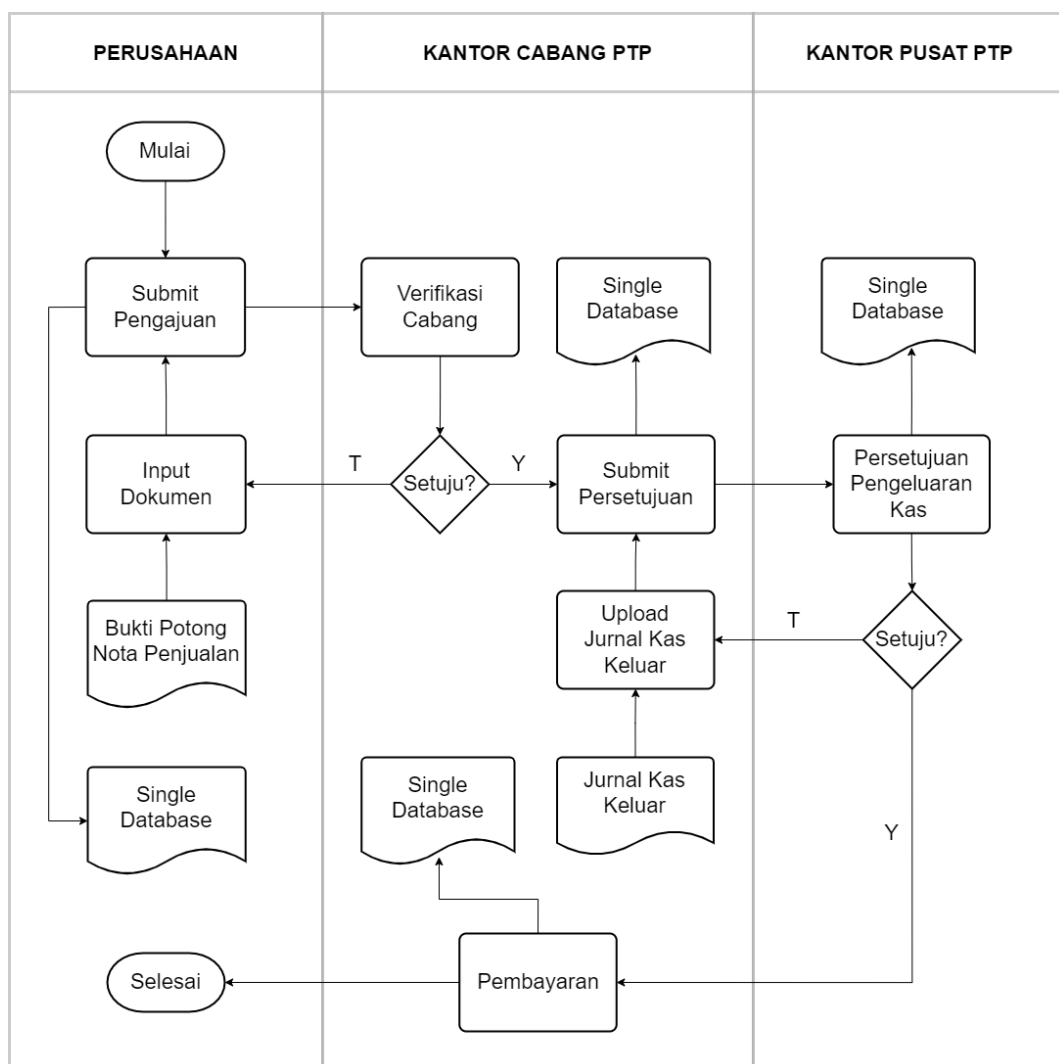 PERUSAHAAN
KANTOR CABANG PTP
KANTOR PUSAT PTP
Mulai
Submit
Pengajuan
Verifikasi
Cabang
Single
Database
Single
Database
Input
Dokumen
T
Setuju?
Y
Submit
Persetujuan
Persetujuan
Pengeluaran
Kas
Bukti Potong
Nota Penjualan
Upload
Jurnal Kas
Keluar
T
Setuju?
Single
Database
Single
Database
Jurnal Kas
Keluar
Y
Selesai
Pembayaran